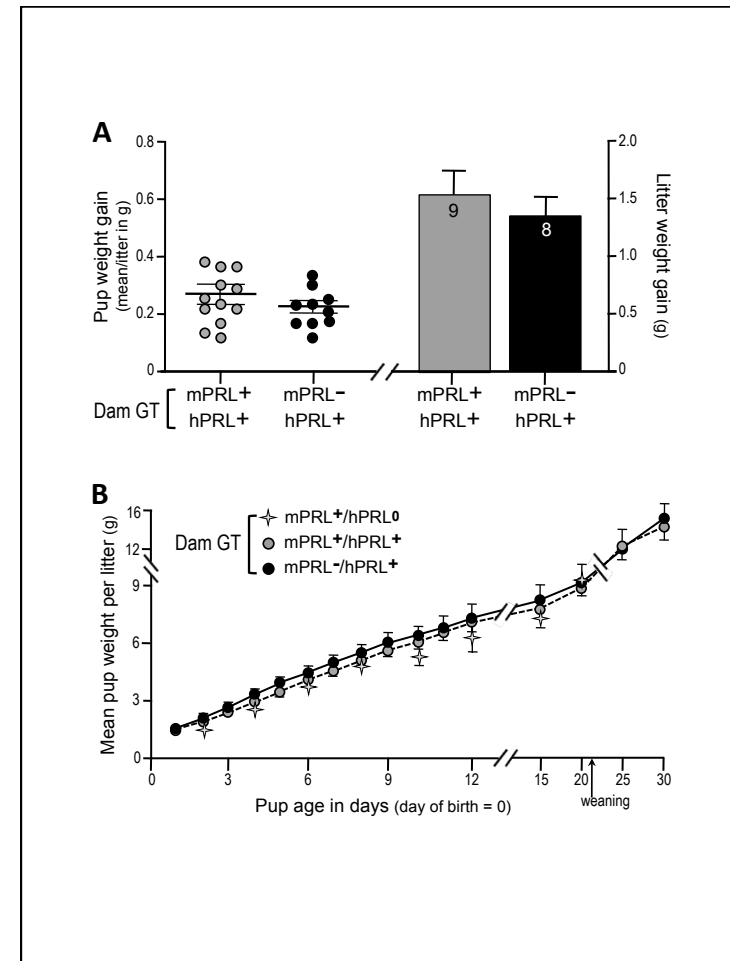 A
0.8
0.6
0.4
0.2
0
Pup weight gain
(mean/litter in g)
2.0
1.5
1.0
0.5
0
Litter weight gain (g)
9
8
Dam GT
mPRL+
hPRL+
mPRL–
hPRL+
mPRL+
hPRL+
mPRL–
hPRL+
B
16
12
9
6
3
0
Mean pup weight per litter (g)
Dam GT
mPRL+/hPRL0
mPRL+/hPRL+
mPRL-/hPRL+
0 3 6 9 12 15 20 25 30
weaning
Pup age in days (day of birth = 0)